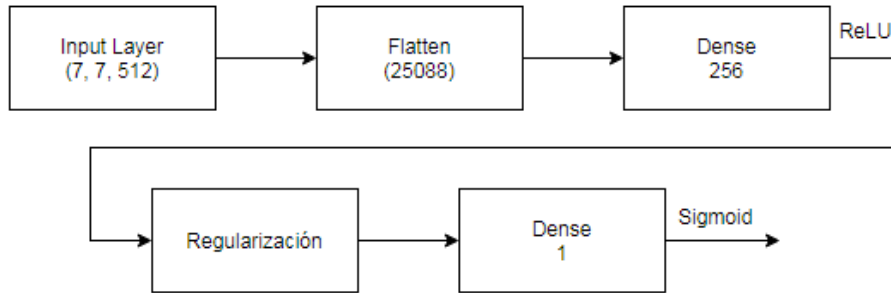 Input Layer
(7, 7, 512)
Flatten
(25088)
Dense
256
ReLU
Regularización
Dense
1
Sigmoid